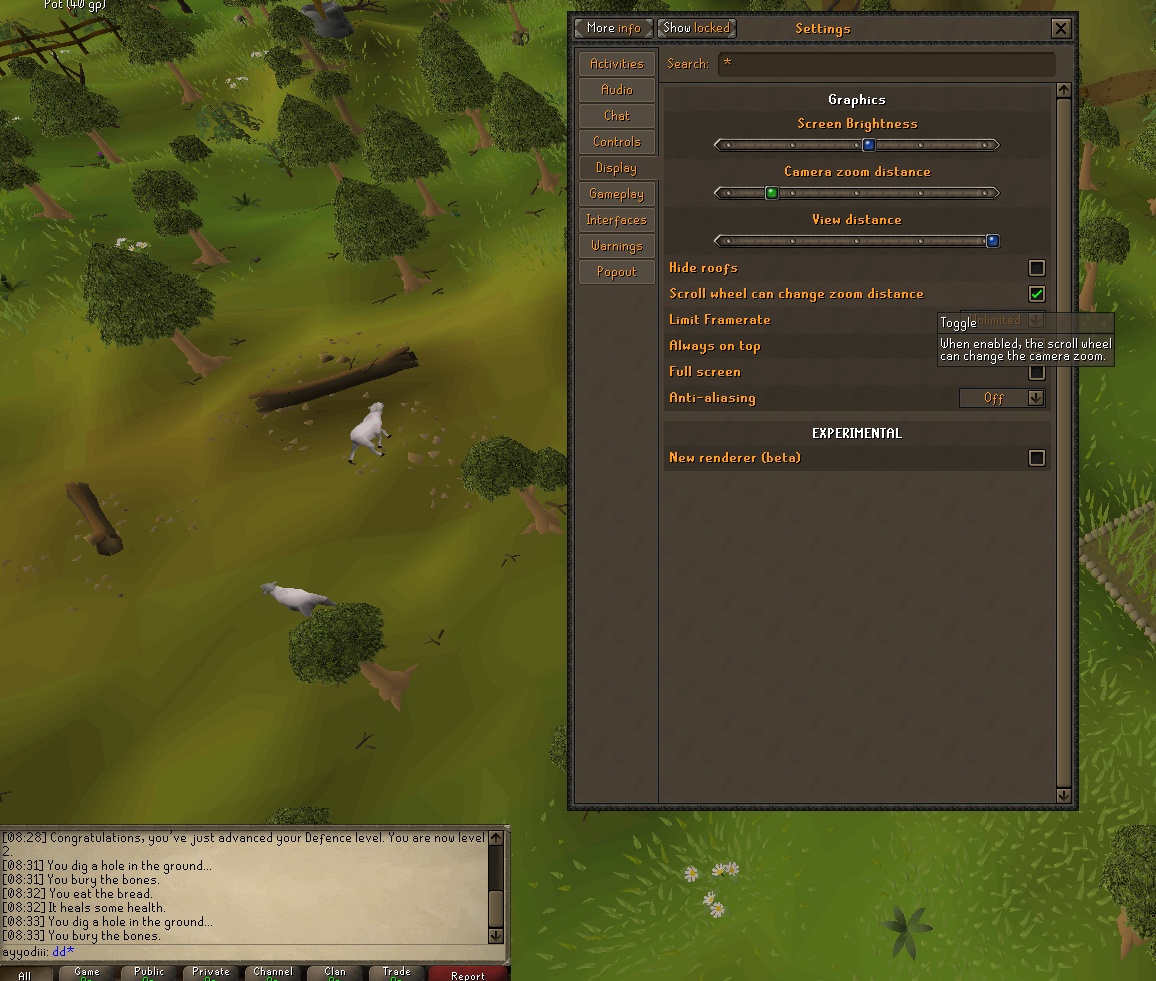 Pot (40 gp)
More info
Show locked
Settings
Activities
Audio
Chat
Controls
Display
Gameplay
Interfaces
Warnings
Popout
Search: *
Graphics
Screen Brightness
Camera zoom distance
View distance
Hide roofs
Scroll wheel can change zoom distance
Limit Framerate
Unlimited
Toggle
When enabled, the scroll wheel
can change the camera zoom.
Always on top
Full screen
Anti-aliasing
Off
EXPERIMENTAL
New renderer (beta)
[08:28] Congratulations, you've just advanced your Defence level. You are now level
2.
[08:31] You dig a hole in the ground...
[08:31] You bury the bones.
[08:32] You eat the bread.
[08:32] It heals some health.
[08:33] You dig a hole in the ground...
[08:33] You bury the bones.
ayyodiii: dd*
All
Game
Public
Private
Channel
Clan
Trade
Report